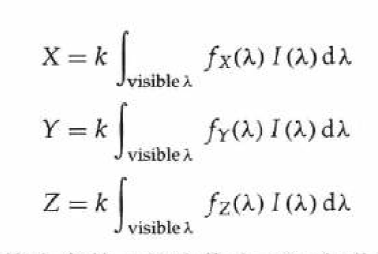 X = k ∫visible λ fX(λ) I(λ) dλ
Y = k ∫visible λ fY(λ) I(λ) dλ
Z = k ∫visible λ fZ(λ) I(λ) dλ